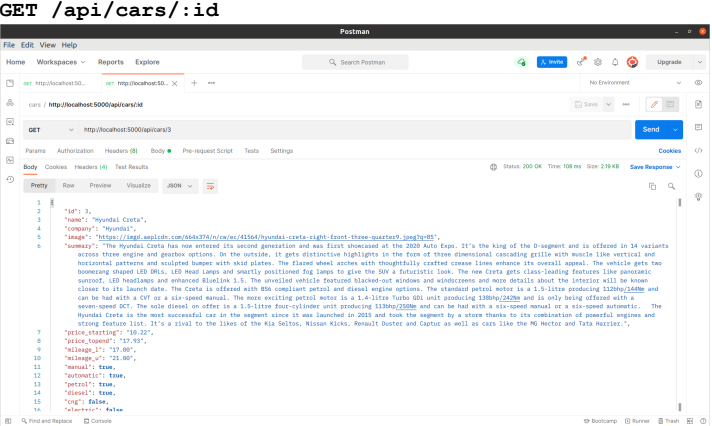 GET /api/cars/:id
Postman
File Edit View Help
Home Workspaces Reports Explore Search Postman Invite Upgrade
GET http://localhost:50... GET http://localhost:50... No Environment
cars / http://localhost:5000/api/cars/:id Save
GET http://localhost:5000/api/cars/3 Send
Params Authorization Headers (8) Body Pre-request Script Tests Settings Cookies
Body Cookies Headers (4) Test Results Status: 200 OK Time: 108 ms Size: 2.19 KB Save Response
Pretty Raw Preview Visualize JSON
1 {
2 "id": 3,
3 "name": "Hyundai Creta",
4 "company": "Hyundai",
5 "image": "https://imgd.aeplcdn.com/664x374/n/cw/ec/41564/hyundai-creta-right-front-three-quarter9.jpeg?q=85",
6 "summary": "The Hyundai Creta has now entered its second generation and was first showcased at the 2020 Auto Expo. It's the king of the D-segment and is offered in 14 variants
across three engine and gearbox options. On the outside, it gets distinctive highlights in the form of three dimensional cascading grille with muscle like vertical and
horizontal patterns and sculpted bumper with skid plates. The flared wheel arches with thoughtfully crafted crease lines enhance its overall appeal. The vehicle gets two
boomerang shaped LED DRLs, LED Head lamps and smartly positioned fog lamps to give the SUV a futuristic look. The new Creta gets class-leading features like panoramic
sunroof, LED headlamps and enhanced Bluelink 1.5. The unveiled vehicle featured blacked-out windows and windscreens and more details about the interior will be known
closer to its launch date. The Creta is offered with BS6 compliant petrol and diesel engine options. The standard petrol motor is a 1.5-litre producing 112bhp/144Nm and
can be had with a CVT or a six-speed manual. The more exciting petrol motor is a 1.4-litre Turbo GDi unit producing 138bhp/242Nm and is only being offered with a
seven-speed DCT. The sole diesel on offer is a 1.5-litre four-cylinder unit producing 113bhp/250Nm and can be had with a six-speed manual or a six-speed automatic. The
Hyundai Creta is the most successful car in the segment since it was launched in 2015 and took the segment by a storm thanks to its combination of powerful engines and
strong feature list. It's a rival to the likes of the Kia Seltos, Nissan Kicks, Renault Duster and Captur as well as cars like the MG Hector and Tata Harrier.",
7 "price_starting": "10.22",
8 "price_topend": "17.93",
9 "mileage_l": "17.00",
10 "mileage_u": "21.00",
11 "manual": true,
12 "automatic": true,
13 "petrol": true,
14 "diesel": true,
15 "cng": false,
16 "electric": false
Find and Replace Console Bootcamp Runner Trash